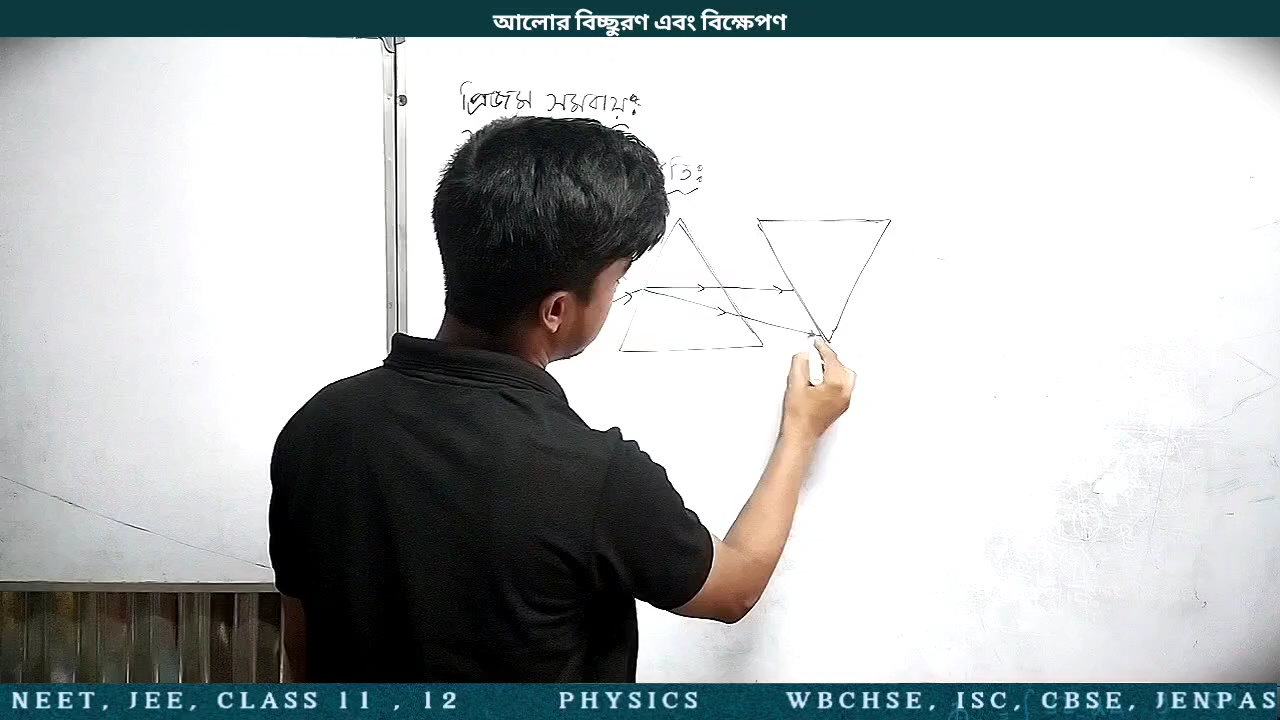 আলোর বিচ্ছুরণ এবং বিক্ষেপণ
প্রিজম সমবায়ঃ
NEET, JEE, CLASS 11 , 12 PHYSICS WBCHSE, ISC, CBSE, JENPAS